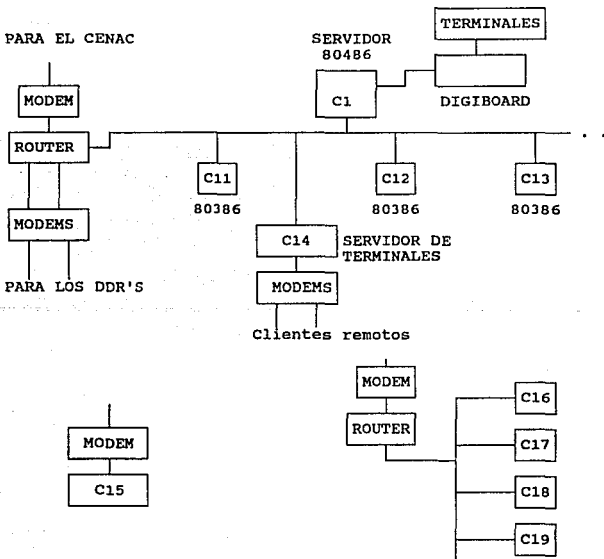 TERMINALES
PARA EL CENAC
SERVIDOR
80486
MODEM
C1
DIGIBOARD
ROUTER
C11
C12
C13
80386
80386
80386
MODEMS
C14
SERVIDOR DE
TERMINALES
PARA LOS DDR'S
MODEMS
Clientes remotos
MODEM
C16
ROUTER
MODEM
C17
C15
C18
C19